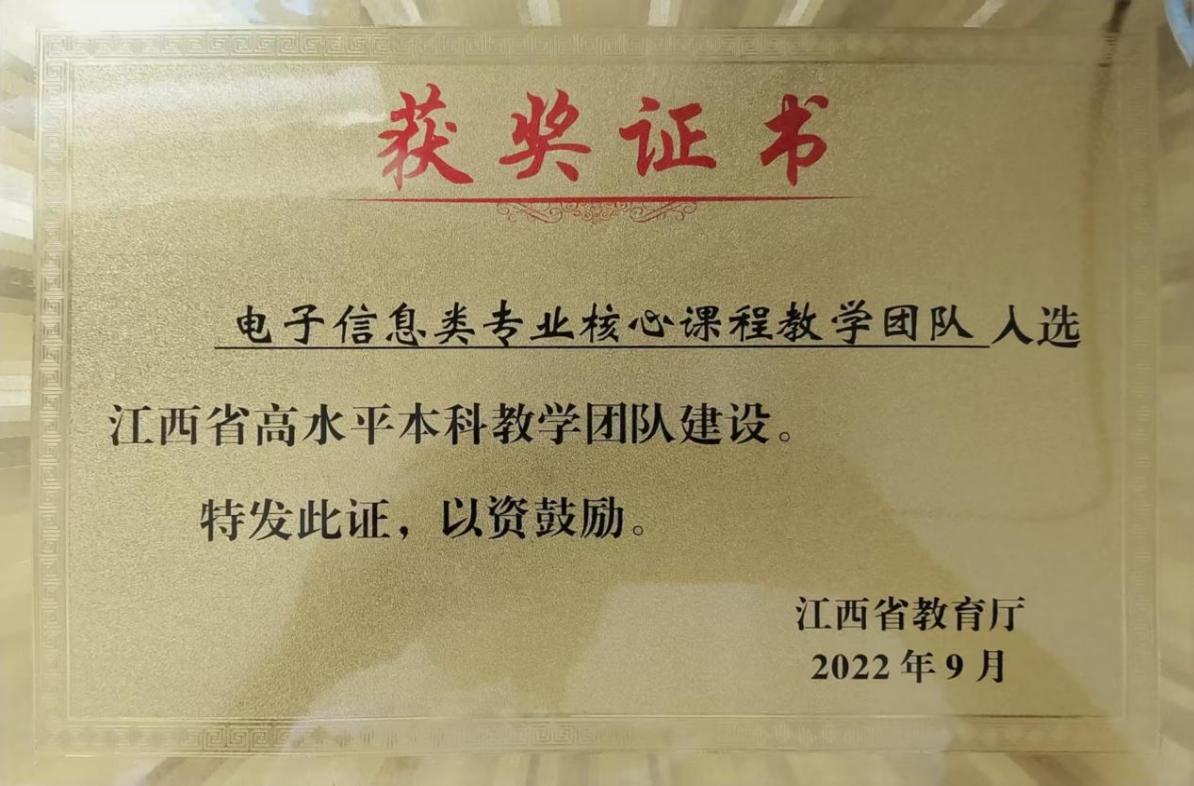 获奖证书
电子信息类专业核心课程教学团队入选
江西省高水平本科教学团队建设。
特发此证，以资鼓励。
江西省教育厅
2022年9月